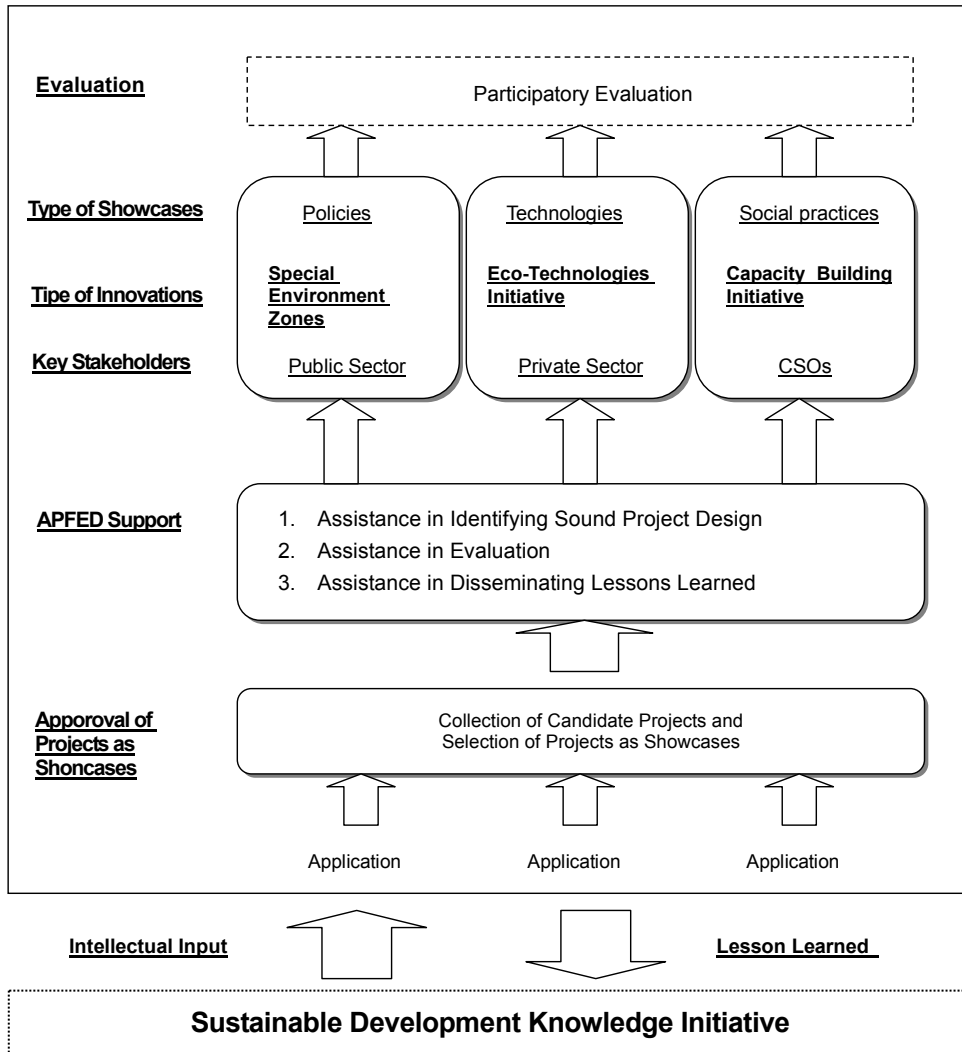 Evaluation
Participatory Evaluation
Type of Showcases
Policies
Technologies
Social practices
Tipe of Innovations
Special
Environment
Zones
Eco-Technologies
Initiative
Capacity Building
Initiative
Key Stakeholders
Public Sector
Private Sector
CSOs
APFED Support
1. Assistance in Identifying Sound Project Design
2. Assistance in Evaluation
3. Assistance in Disseminating Lessons Learned
Apporoval of
Projects as
Shoncases
Collection of Candidate Projects and
Selection of Projects as Showcases
Application
Application
Application
Intellectual Input
Lesson Learned
Sustainable Development Knowledge Initiative